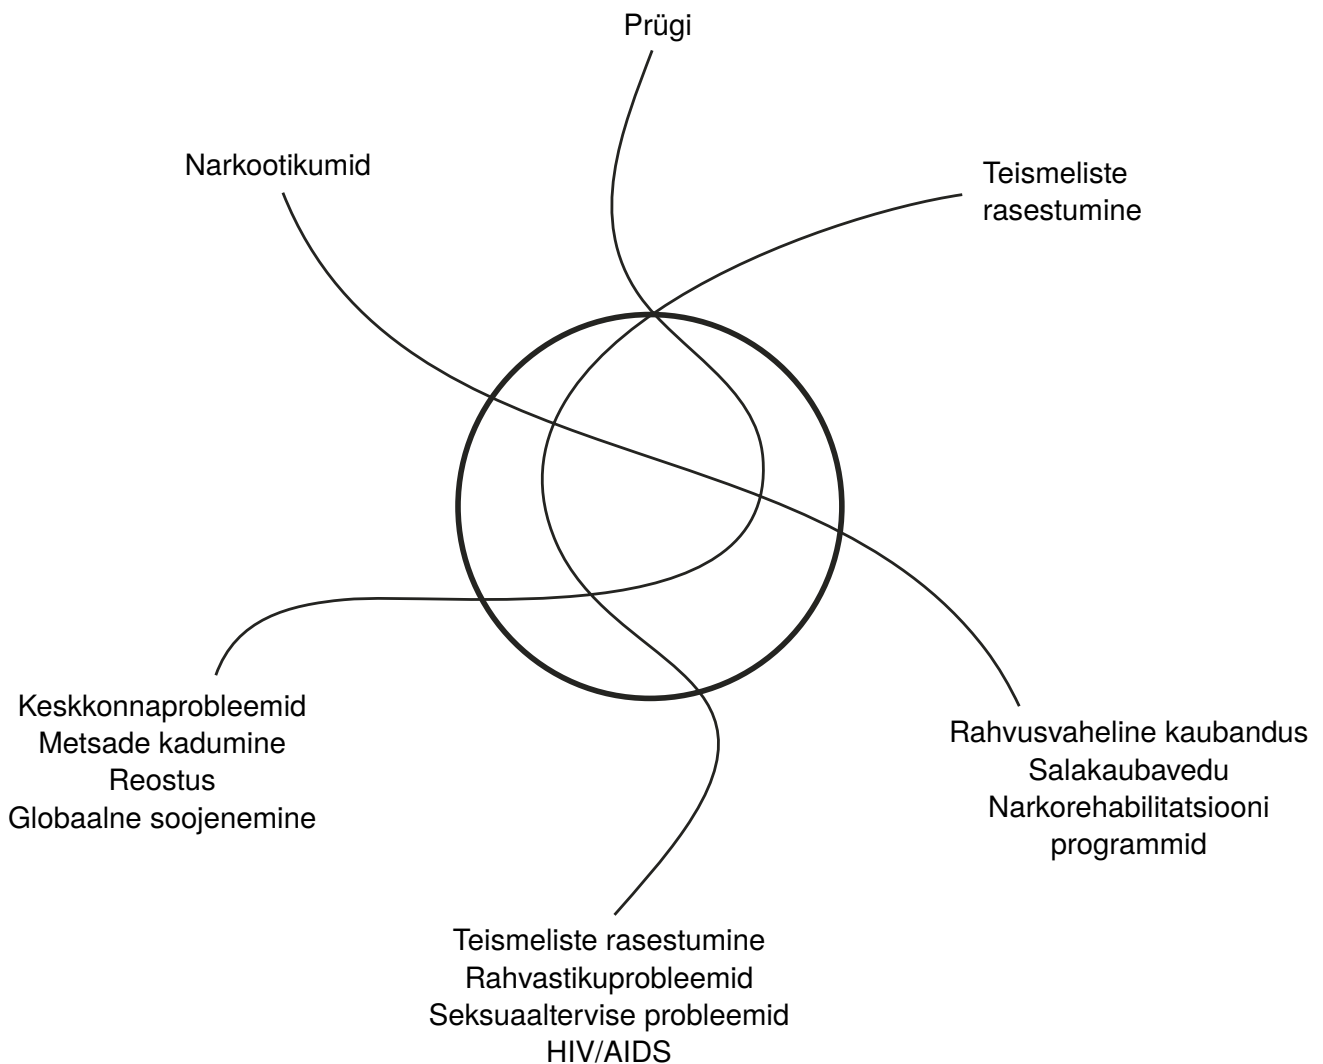 Prügi
Narkootikumid
Teismeliste
rasestumine
Keskkonnaprobleemid
Metsade kadumine
Reostus
Globaalne soojenemine
Rahvusvaheline kaubandus
Salakaubavedu
Narkorehabilitatsiooni
programmid
Teismeliste rasestumine
Rahvastikuprobleemid
Seksuaaltervise probleemid
HIV/AIDS